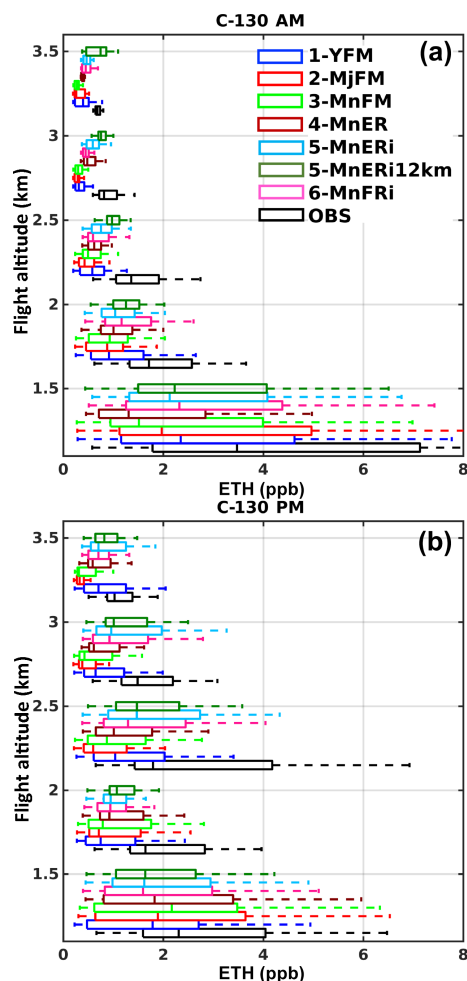 C-130 AM
(a)
1-YFM
2-MjFM
3-MnFM
4-MnER
5-MnERi
5-MnERi12km
6-MnFRi
OBS
3.5
3
2.5
2
1.5
Flight altitude (km)
0 2 4 6 8
ETH (ppb)
C-130 PM
(b)
3.5
3
2.5
2
1.5
Flight altitude (km)
0 2 4 6 8
ETH (ppb)